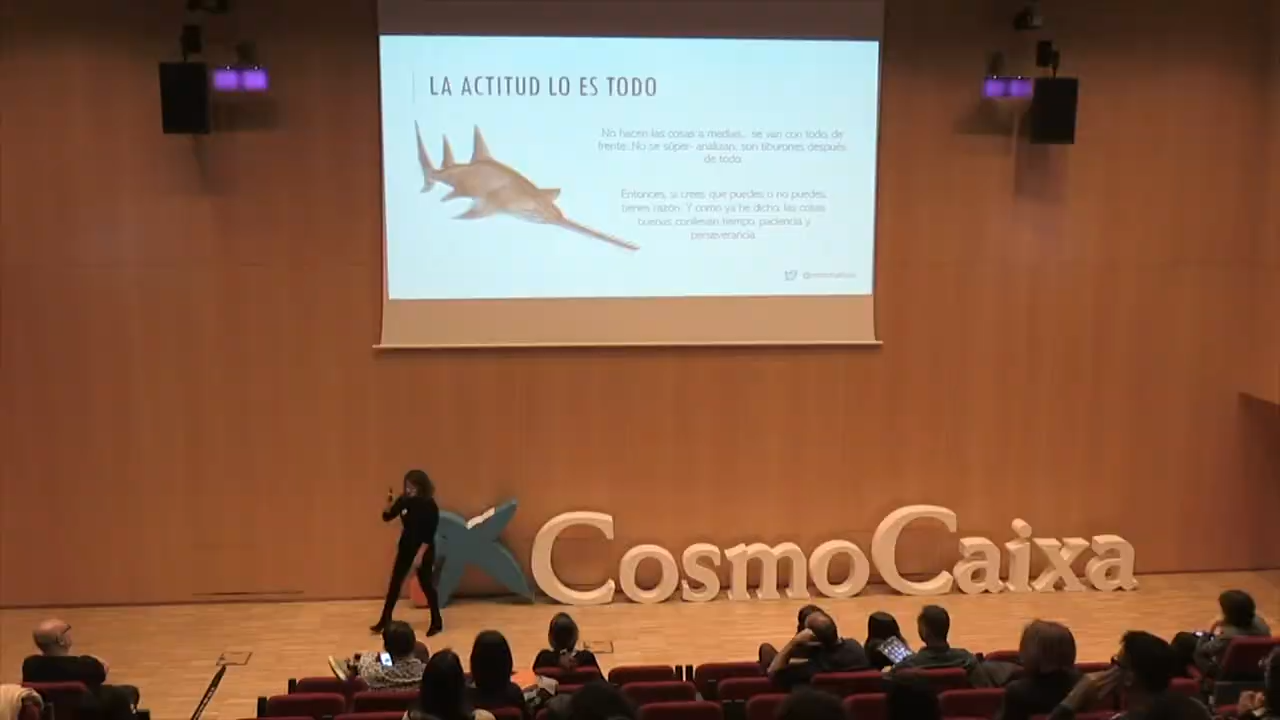 LA ACTITUD LO ES TODO
No hacen las cosas a medias... se van con todo, de
frente. No se súper- analizan, son tiburones después
de todo.
Entonces, si crees que puedes o no puedes,
tienes razón. Y como ya he dicho, las cosas
buenas conllevan tiempo, paciencia y
perseverancia.
CosmoCaixa